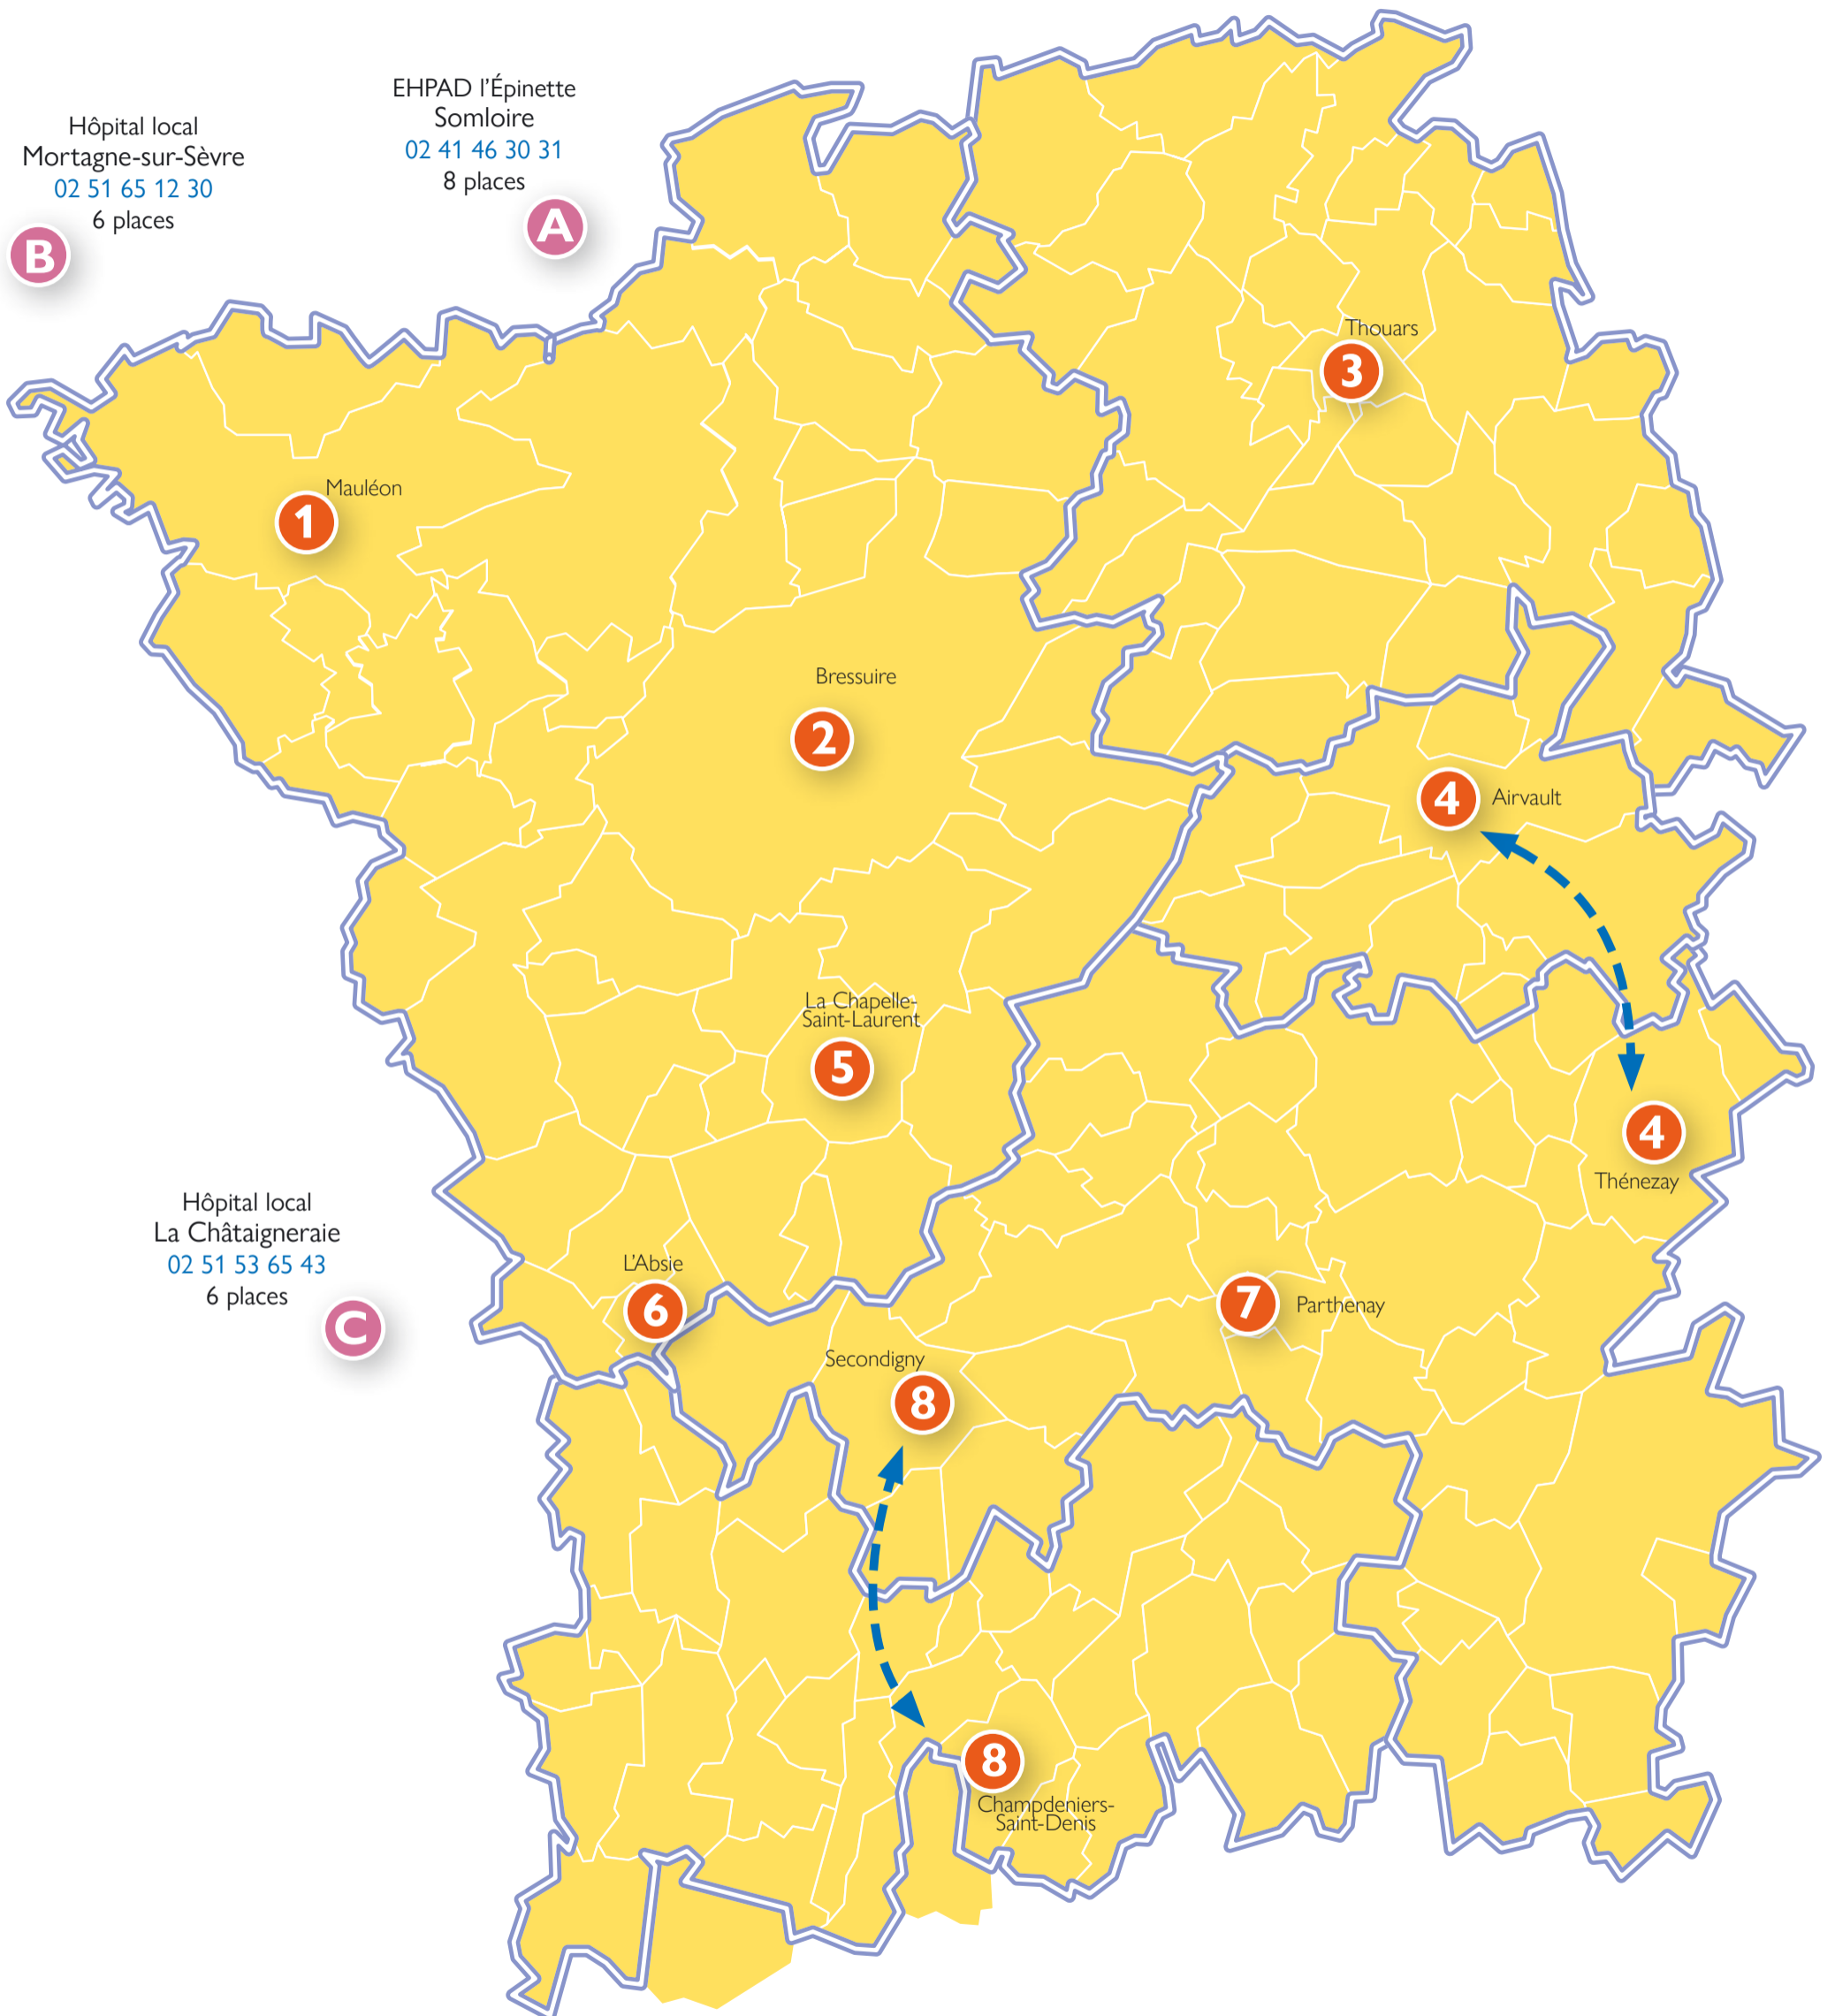 EHPAD l'Épinette
Somloire
02 41 46 30 31
8 places
A
Hôpital local
Mortagne-sur-Sèvre
02 51 65 12 30
6 places
B
Thouars
3
Mauléon
1
Bressuire
2
4
Airvault
La Chapelle-
Saint-Laurent
5
4
Thénezay
Hôpital local
La Châtaigneraie
02 51 53 65 43
6 places
C
L'Absie
6
7
Parthenay
Secondigny
8
8
Champdeniers-
Saint-Denis